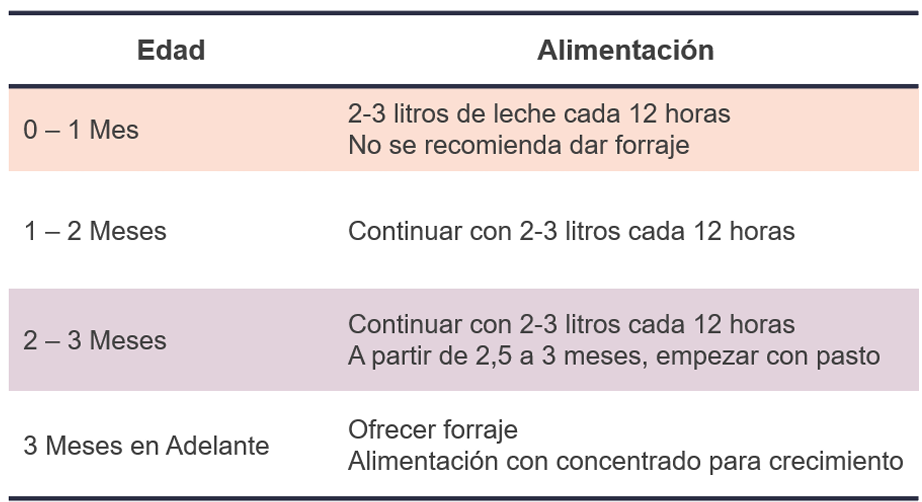 Edad Alimentación
0 – 1 Mes
2-3 litros de leche cada 12 horas
No se recomienda dar forraje
1 – 2 Meses
Continuar con 2-3 litros cada 12 horas
2 – 3 Meses
Continuar con 2-3 litros cada 12 horas
A partir de 2,5 a 3 meses, empezar con pasto
3 Meses en Adelante
Ofrecer forraje
Alimentación con concentrado para crecimiento